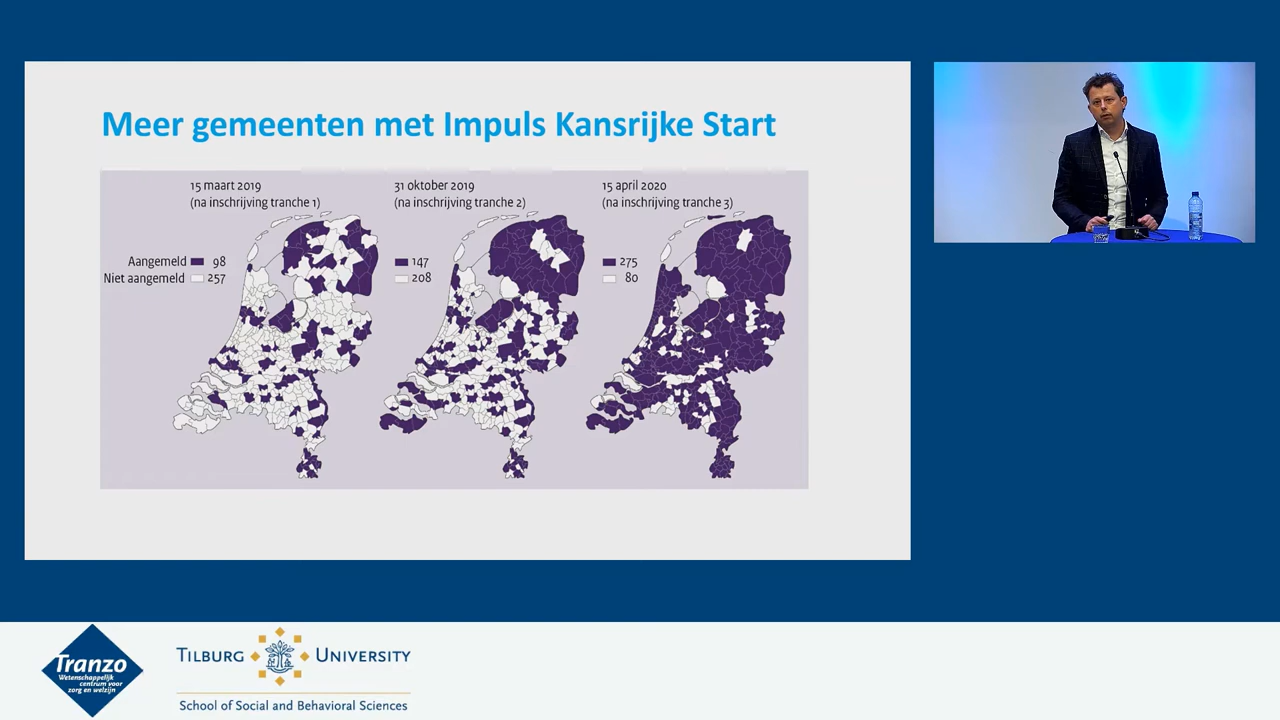 Meer gemeenten met Impuls Kansrijke Start
15 maart 2019
(na inschrijving tranche 1)
31 oktober 2019
(na inschrijving tranche 2)
15 april 2020
(na inschrijving tranche 3)
Aangemeld 98
Niet aangemeld 257
147
208
275
80
Tranzo
Wetenschappelijk
centrum voor
zorg en welzijn
TILBURG UNIVERSITY
School of Social and Behavioral Sciences